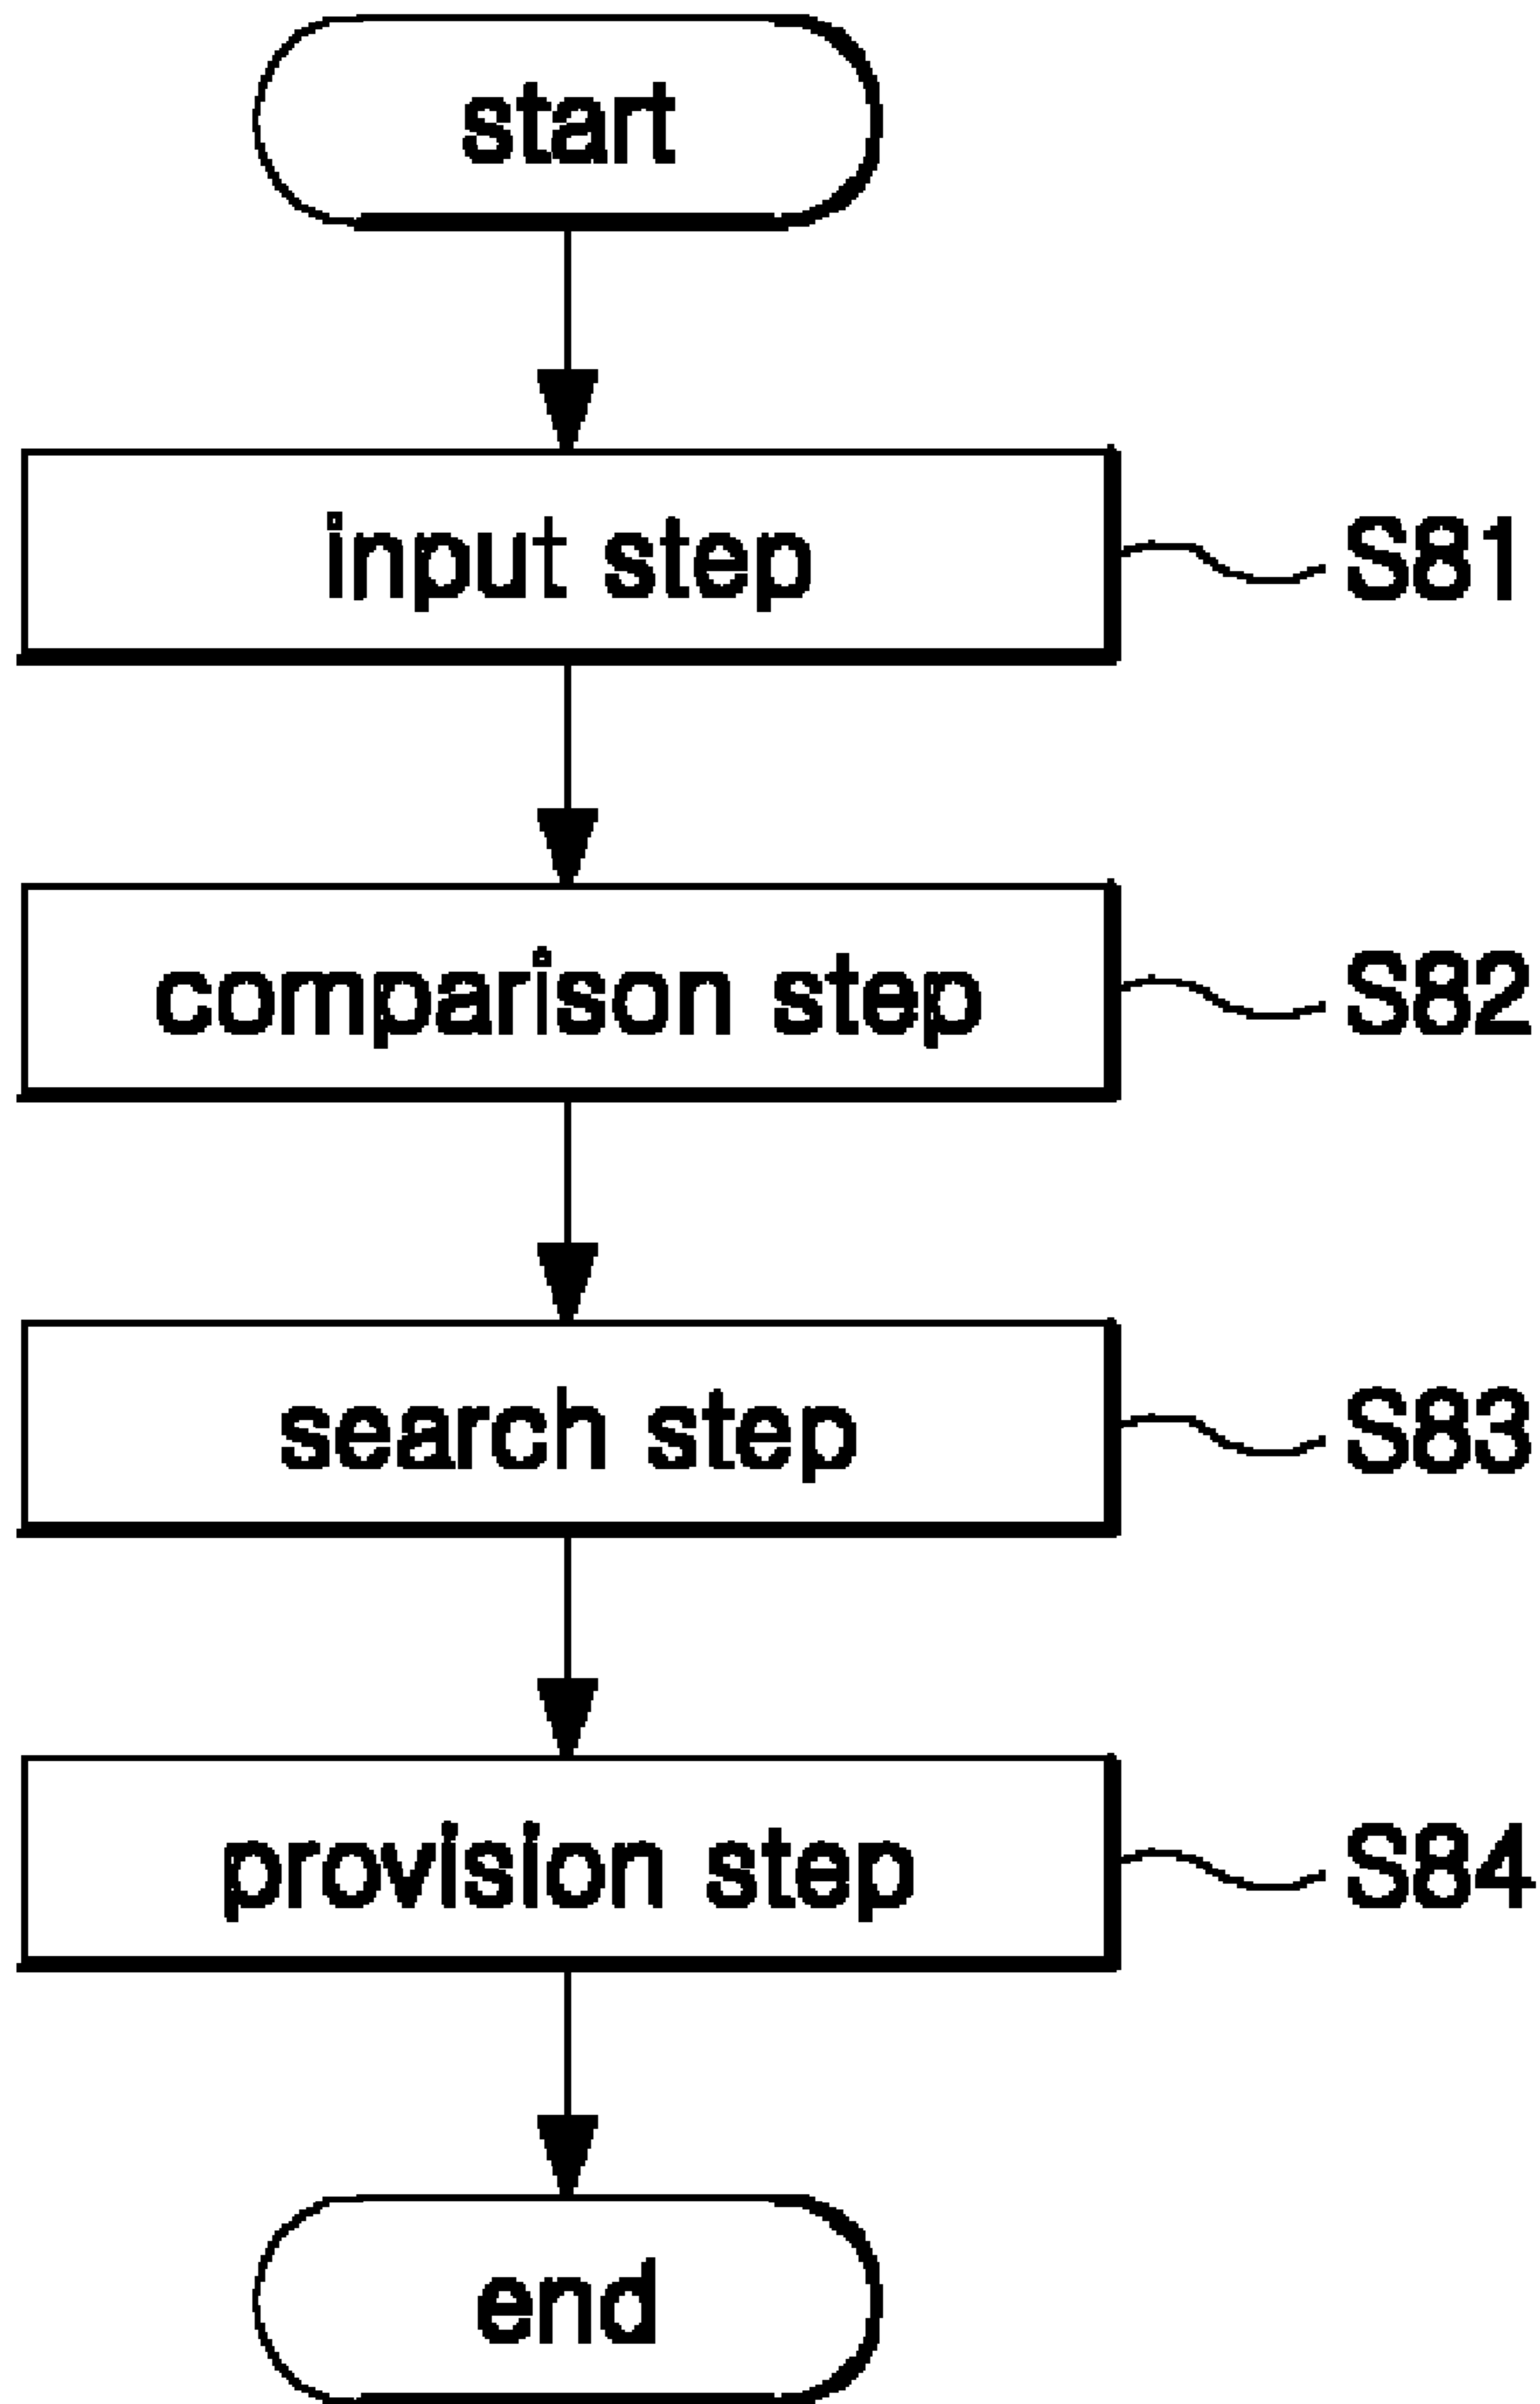 start
input step
S81
comparison step
S82
search step
S83
provision step
S84
end